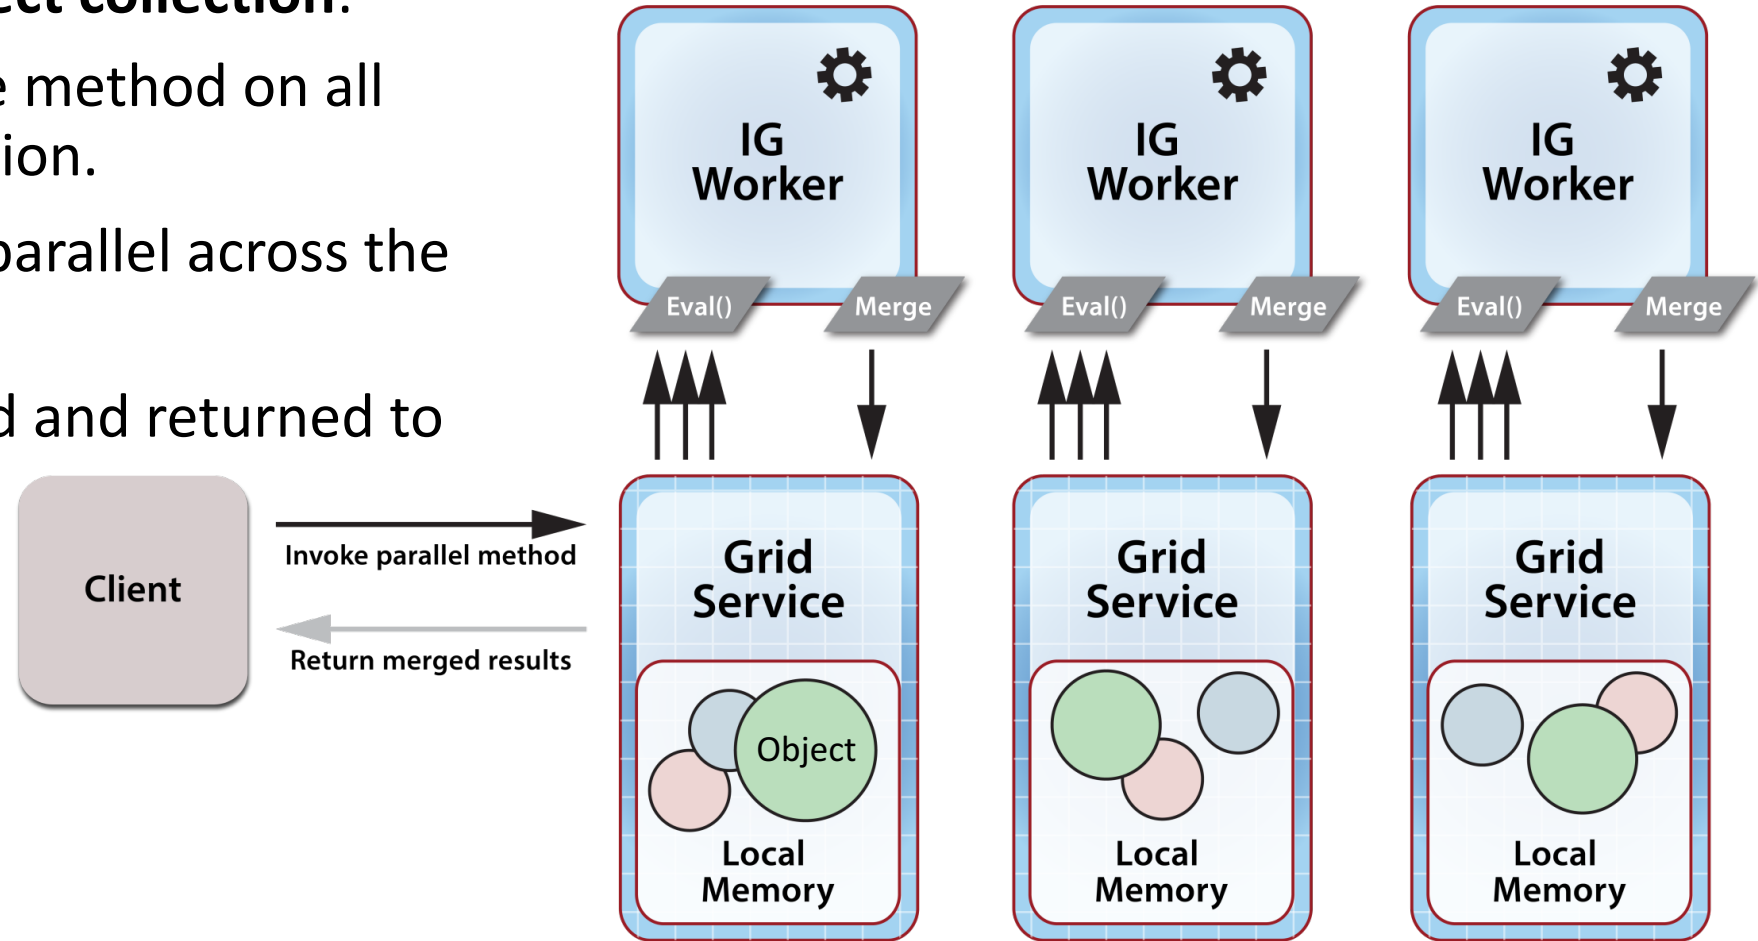 ect collection.
e method on all
ion.
parallel across the
d and returned to
IG
Worker
Eval()
Merge
IG
Worker
Eval()
Merge
IG
Worker
Eval()
Merge
Client
Invoke parallel method
Return merged results
Grid
Service
Object
Local
Memory
Grid
Service
Local
Memory
Grid
Service
Local
Memory